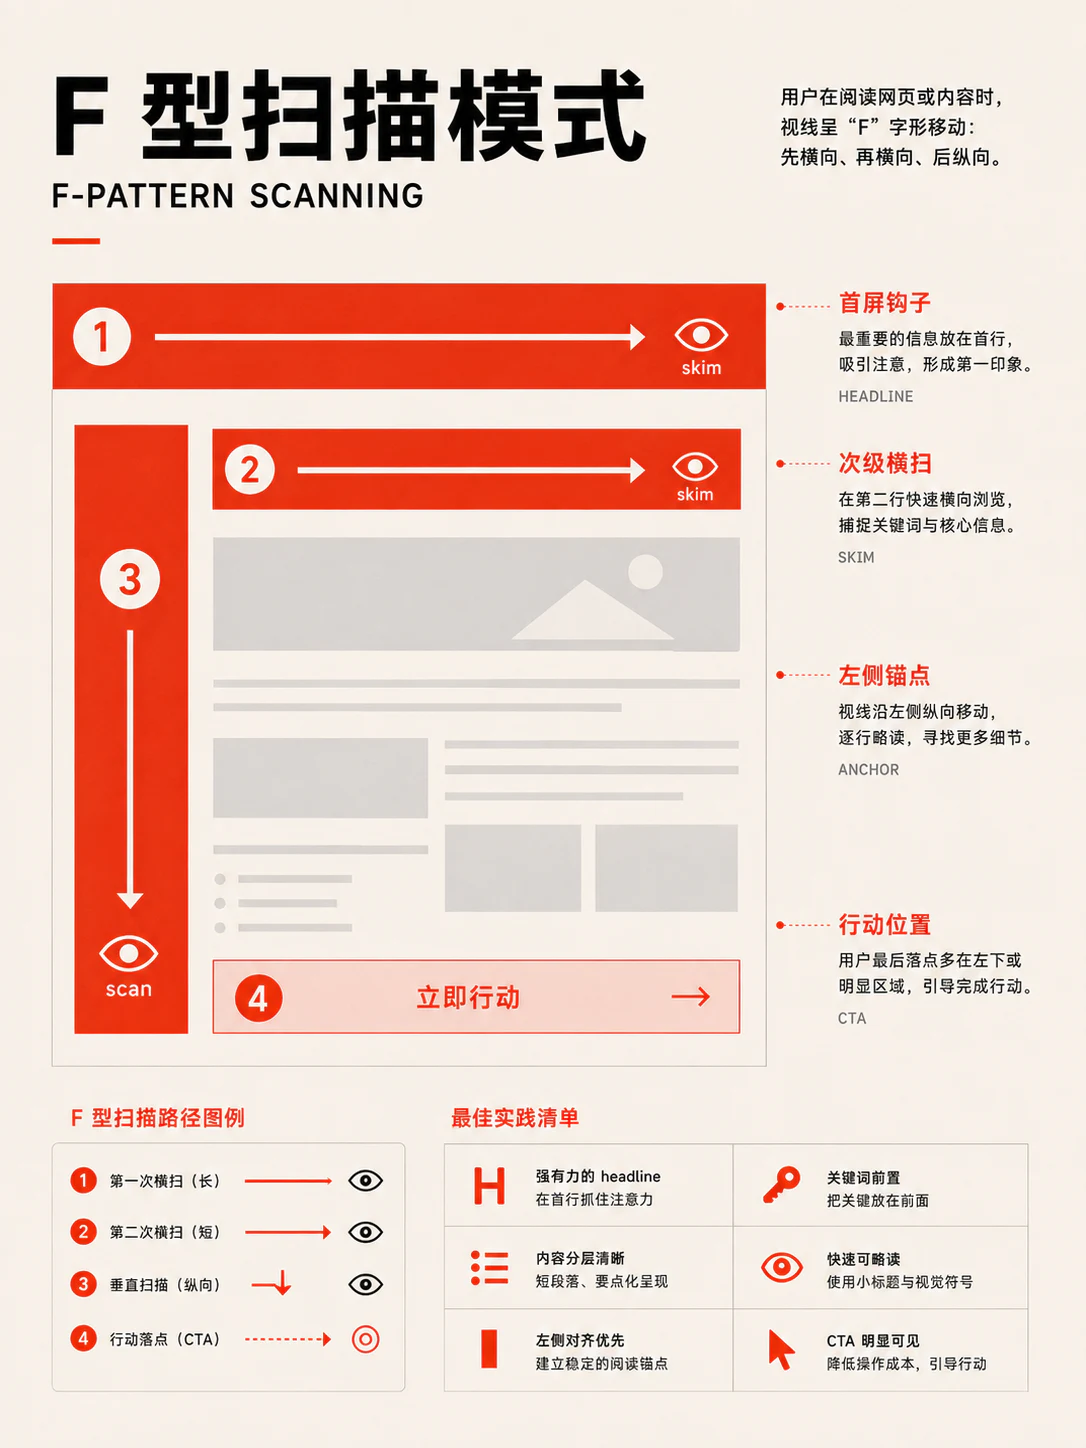 F 型扫描模式
F-PATTERN SCANNING
用户在阅读网页或内容时，
视线呈“F”字形移动：
先横向、再横向、后纵向。
1
skim
首屏钩子
最重要的信息放在首行，
吸引注意，形成第一印象。
HEADLINE
2
skim
次级横扫
在第二行快速横向浏览，
捕捉关键词与核心信息。
SKIM
3
scan
左侧锚点
视线沿左侧纵向移动，
逐行略读，寻找更多细节。
ANCHOR
4
立即行动
行动位置
用户最后落点多在左下或
明显区域，引导完成行动。
CTA
F 型扫描路径图例
1 第一次横扫（长）
2 第二次横扫（短）
3 垂直扫描（纵向）
4 行动落点（CTA）
最佳实践清单
H
强有力的 headline
在首行抓住注意力
关键词前置
把关键放在前面
内容分层清晰
短段落、要点化呈现
快速可略读
使用小标题与视觉符号
左侧对齐优先
建立稳定的阅读锚点
CTA 明显可见
降低操作成本，引导行动